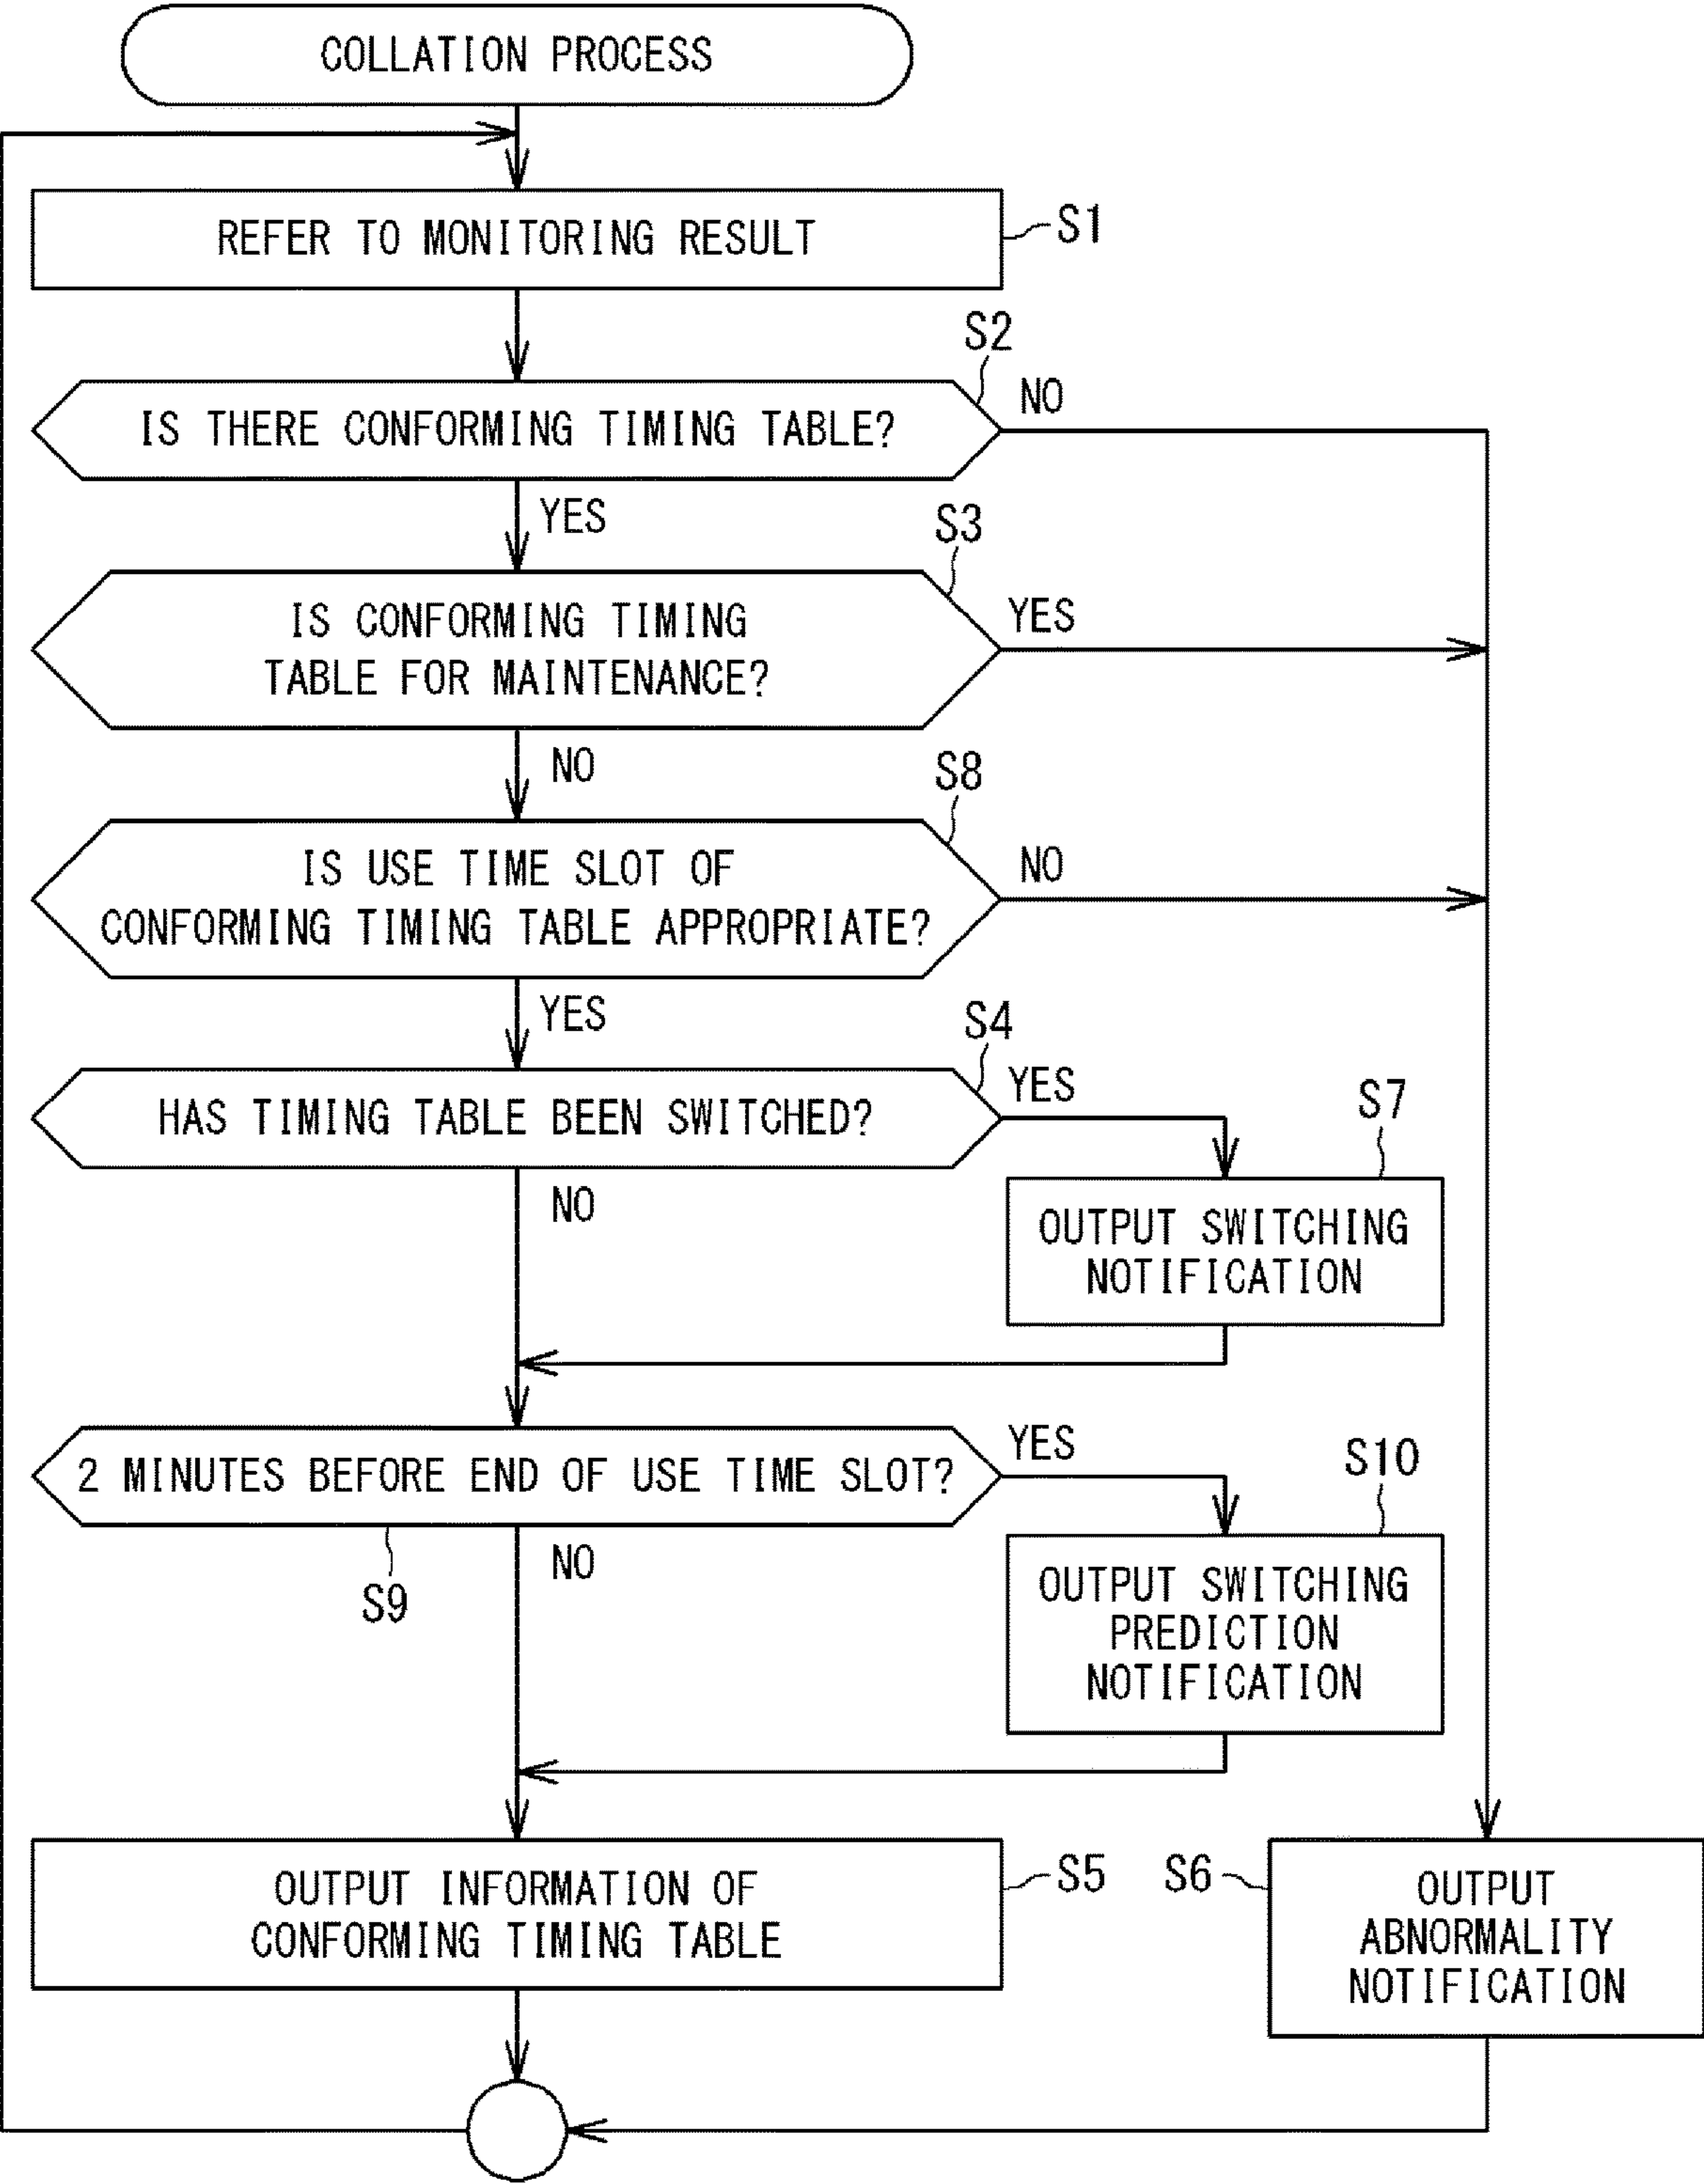 COLLATION PROCESS
REFER TO MONITORING RESULT
S1
S2
IS THERE CONFORMING TIMING TABLE?
NO
YES
S3
IS CONFORMING TIMING
TABLE FOR MAINTENANCE?
YES
NO
S8
IS USE TIME SLOT OF
CONFORMING TIMING TABLE APPROPRIATE?
NO
YES
S4
HAS TIMING TABLE BEEN SWITCHED?
YES
S7
NO
OUTPUT SWITCHING
NOTIFICATION
2 MINUTES BEFORE END OF USE TIME SLOT?
YES
S10
S9
NO
OUTPUT SWITCHING
PREDICTION
NOTIFICATION
OUTPUT INFORMATION OF
CONFORMING TIMING TABLE
S5
S6
OUTPUT
ABNORMALITY
NOTIFICATION